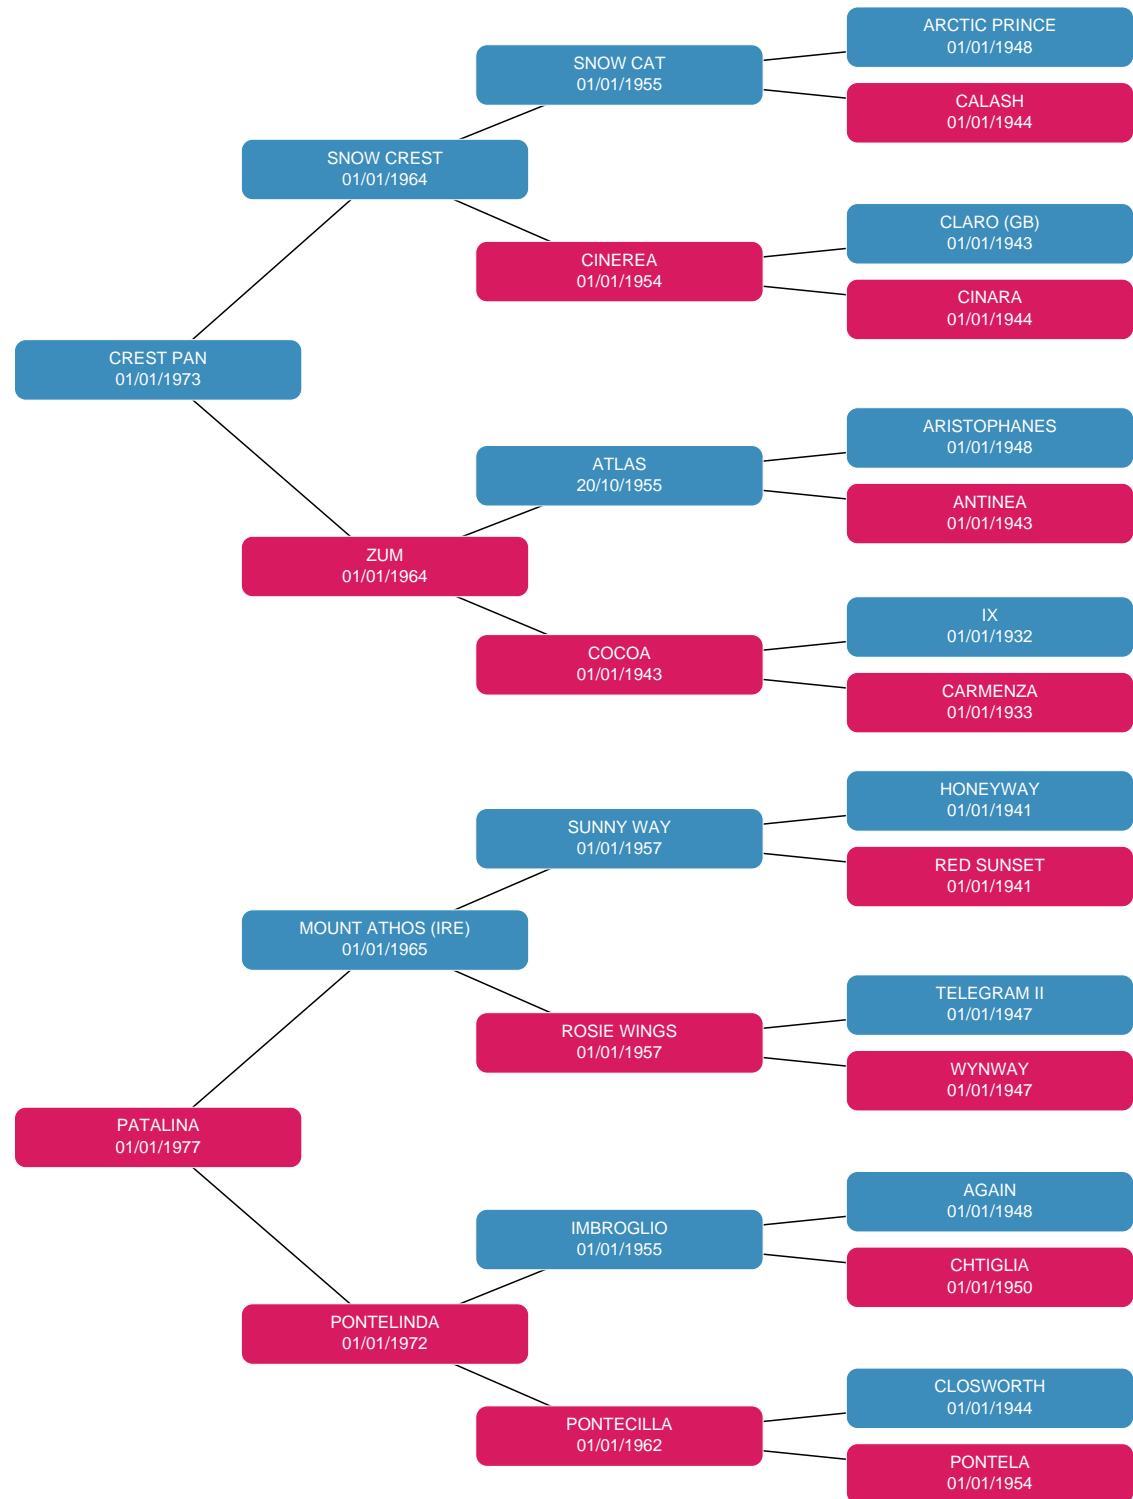 ARCTIC PRINCE
01/01/1948
SNOW CAT
01/01/1955
CALASH
01/01/1944
SNOW CREST
01/01/1964
CLARO (GB)
01/01/1943
CINEREA
01/01/1954
CINARA
01/01/1944
CREST PAN
01/01/1973
ARISTOPHANES
01/01/1948
ATLAS
20/10/1955
ANTINEA
01/01/1943
ZUM
01/01/1964
IX
01/01/1932
COCOA
01/01/1943
CARMENZA
01/01/1933
HONEYWAY
01/01/1941
SUNNY WAY
01/01/1957
RED SUNSET
01/01/1941
MOUNT ATHOS (IRE)
01/01/1965
TELEGRAM II
01/01/1947
ROSIE WINGS
01/01/1957
WYNWAY
01/01/1947
PATALINA
01/01/1977
AGAIN
01/01/1948
IMBROGLIO
01/01/1955
CHTIGLIA
01/01/1950
PONTELINDA
01/01/1972
CLOSWORTH
01/01/1944
PONTECILLA
01/01/1962
PONTELA
01/01/1954